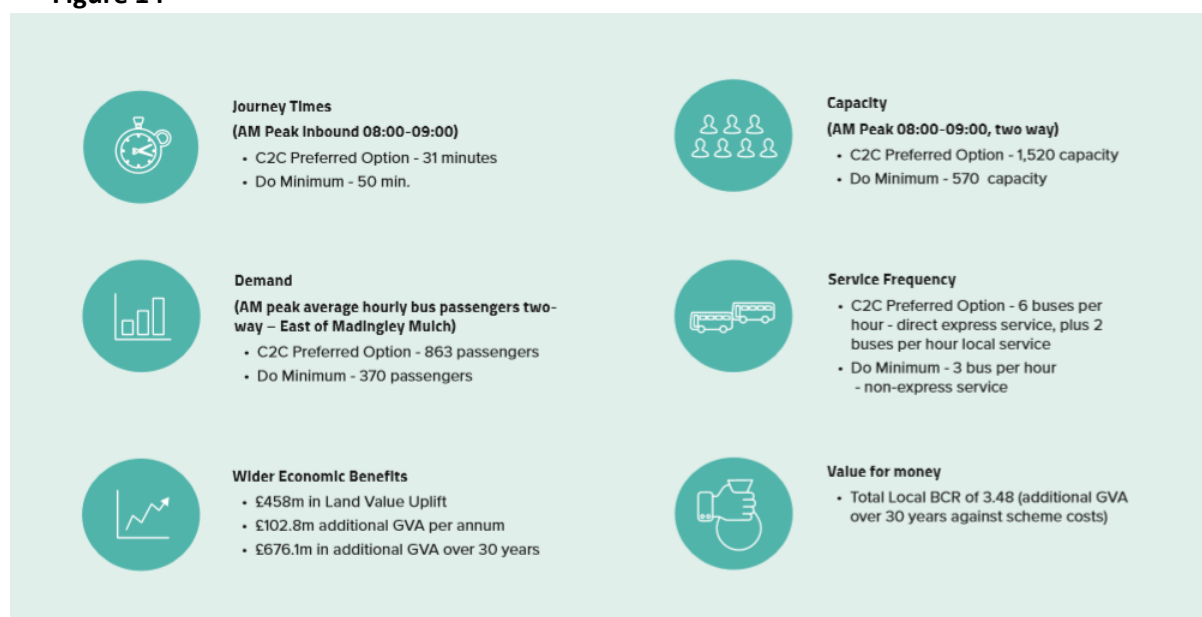 Journey Times
(AM Peak Inbound 08:00-09:00)
• C2C Preferred Option - 31 minutes
• Do Minimum - 50 min.
Capacity
(AM Peak 08:00-09:00, two way)
• C2C Preferred Option - 1,520 capacity
• Do Minimum - 570 capacity
Demand
(AM peak average hourly bus passengers two-
way – East of Madingley Mulch)
• C2C Preferred Option - 863 passengers
• Do Minimum - 370 passengers
Service Frequency
• C2C Preferred Option - 6 buses per
hour - direct express service, plus 2
buses per hour local service
• Do Minimum - 3 bus per hour
- non-express service
Wider Economic Benefits
• £458m in Land Value Uplift
• £102.8m additional GVA per annum
• £676.1m in additional GVA over 30 years
Value for money
• Total Local BCR of 3.48 (additional GVA
over 30 years against scheme costs)